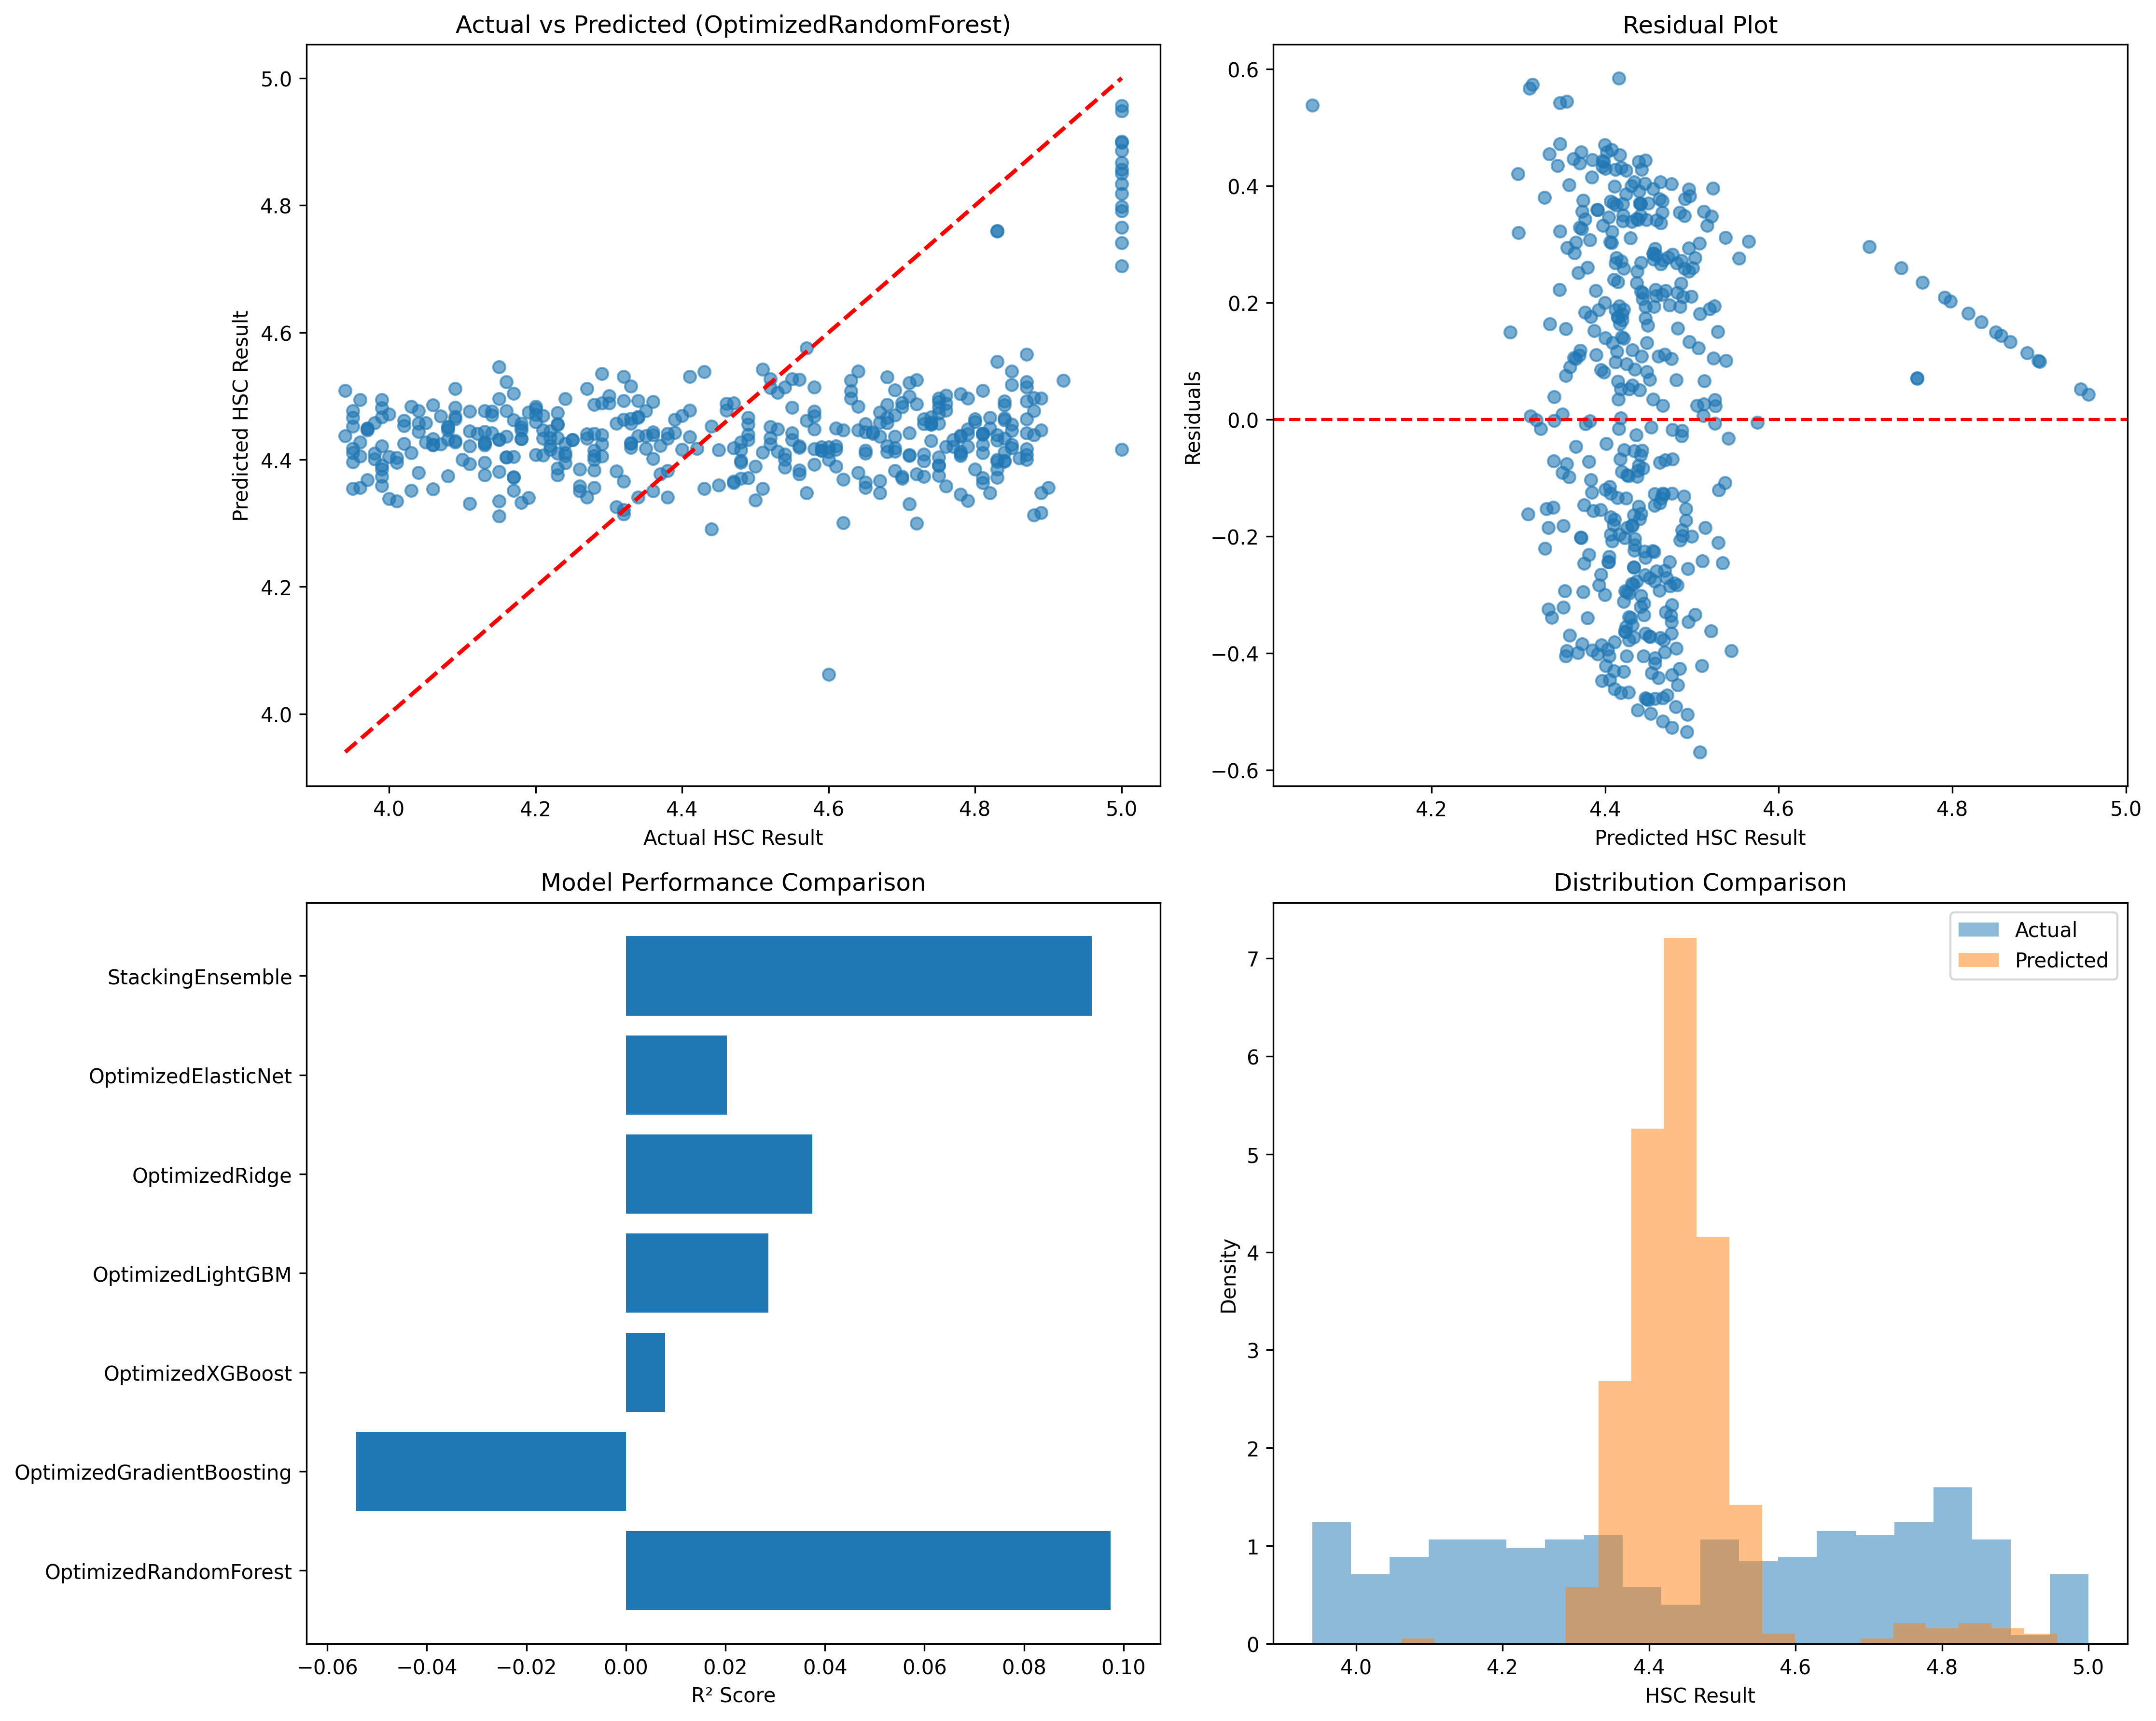 Actual vs Predicted (OptimizedRandomForest)
Predicted HSC Result
5.0
4.8
4.6
4.4
4.2
4.0
4.0 4.2 4.4 4.6 4.8 5.0
Actual HSC Result
Residual Plot
Residuals
0.6
0.4
0.2
0.0
−0.2
−0.4
−0.6
4.2 4.4 4.6 4.8 5.0
Predicted HSC Result
Model Performance Comparison
StackingEnsemble
OptimizedElasticNet
OptimizedRidge
OptimizedLightGBM
OptimizedXGBoost
OptimizedGradientBoosting
OptimizedRandomForest
−0.06 −0.04 −0.02 0.00 0.02 0.04 0.06 0.08 0.10
R² Score
Distribution Comparison
Actual
Predicted
Density
7
6
5
4
3
2
1
0
4.0 4.2 4.4 4.6 4.8 5.0
HSC Result